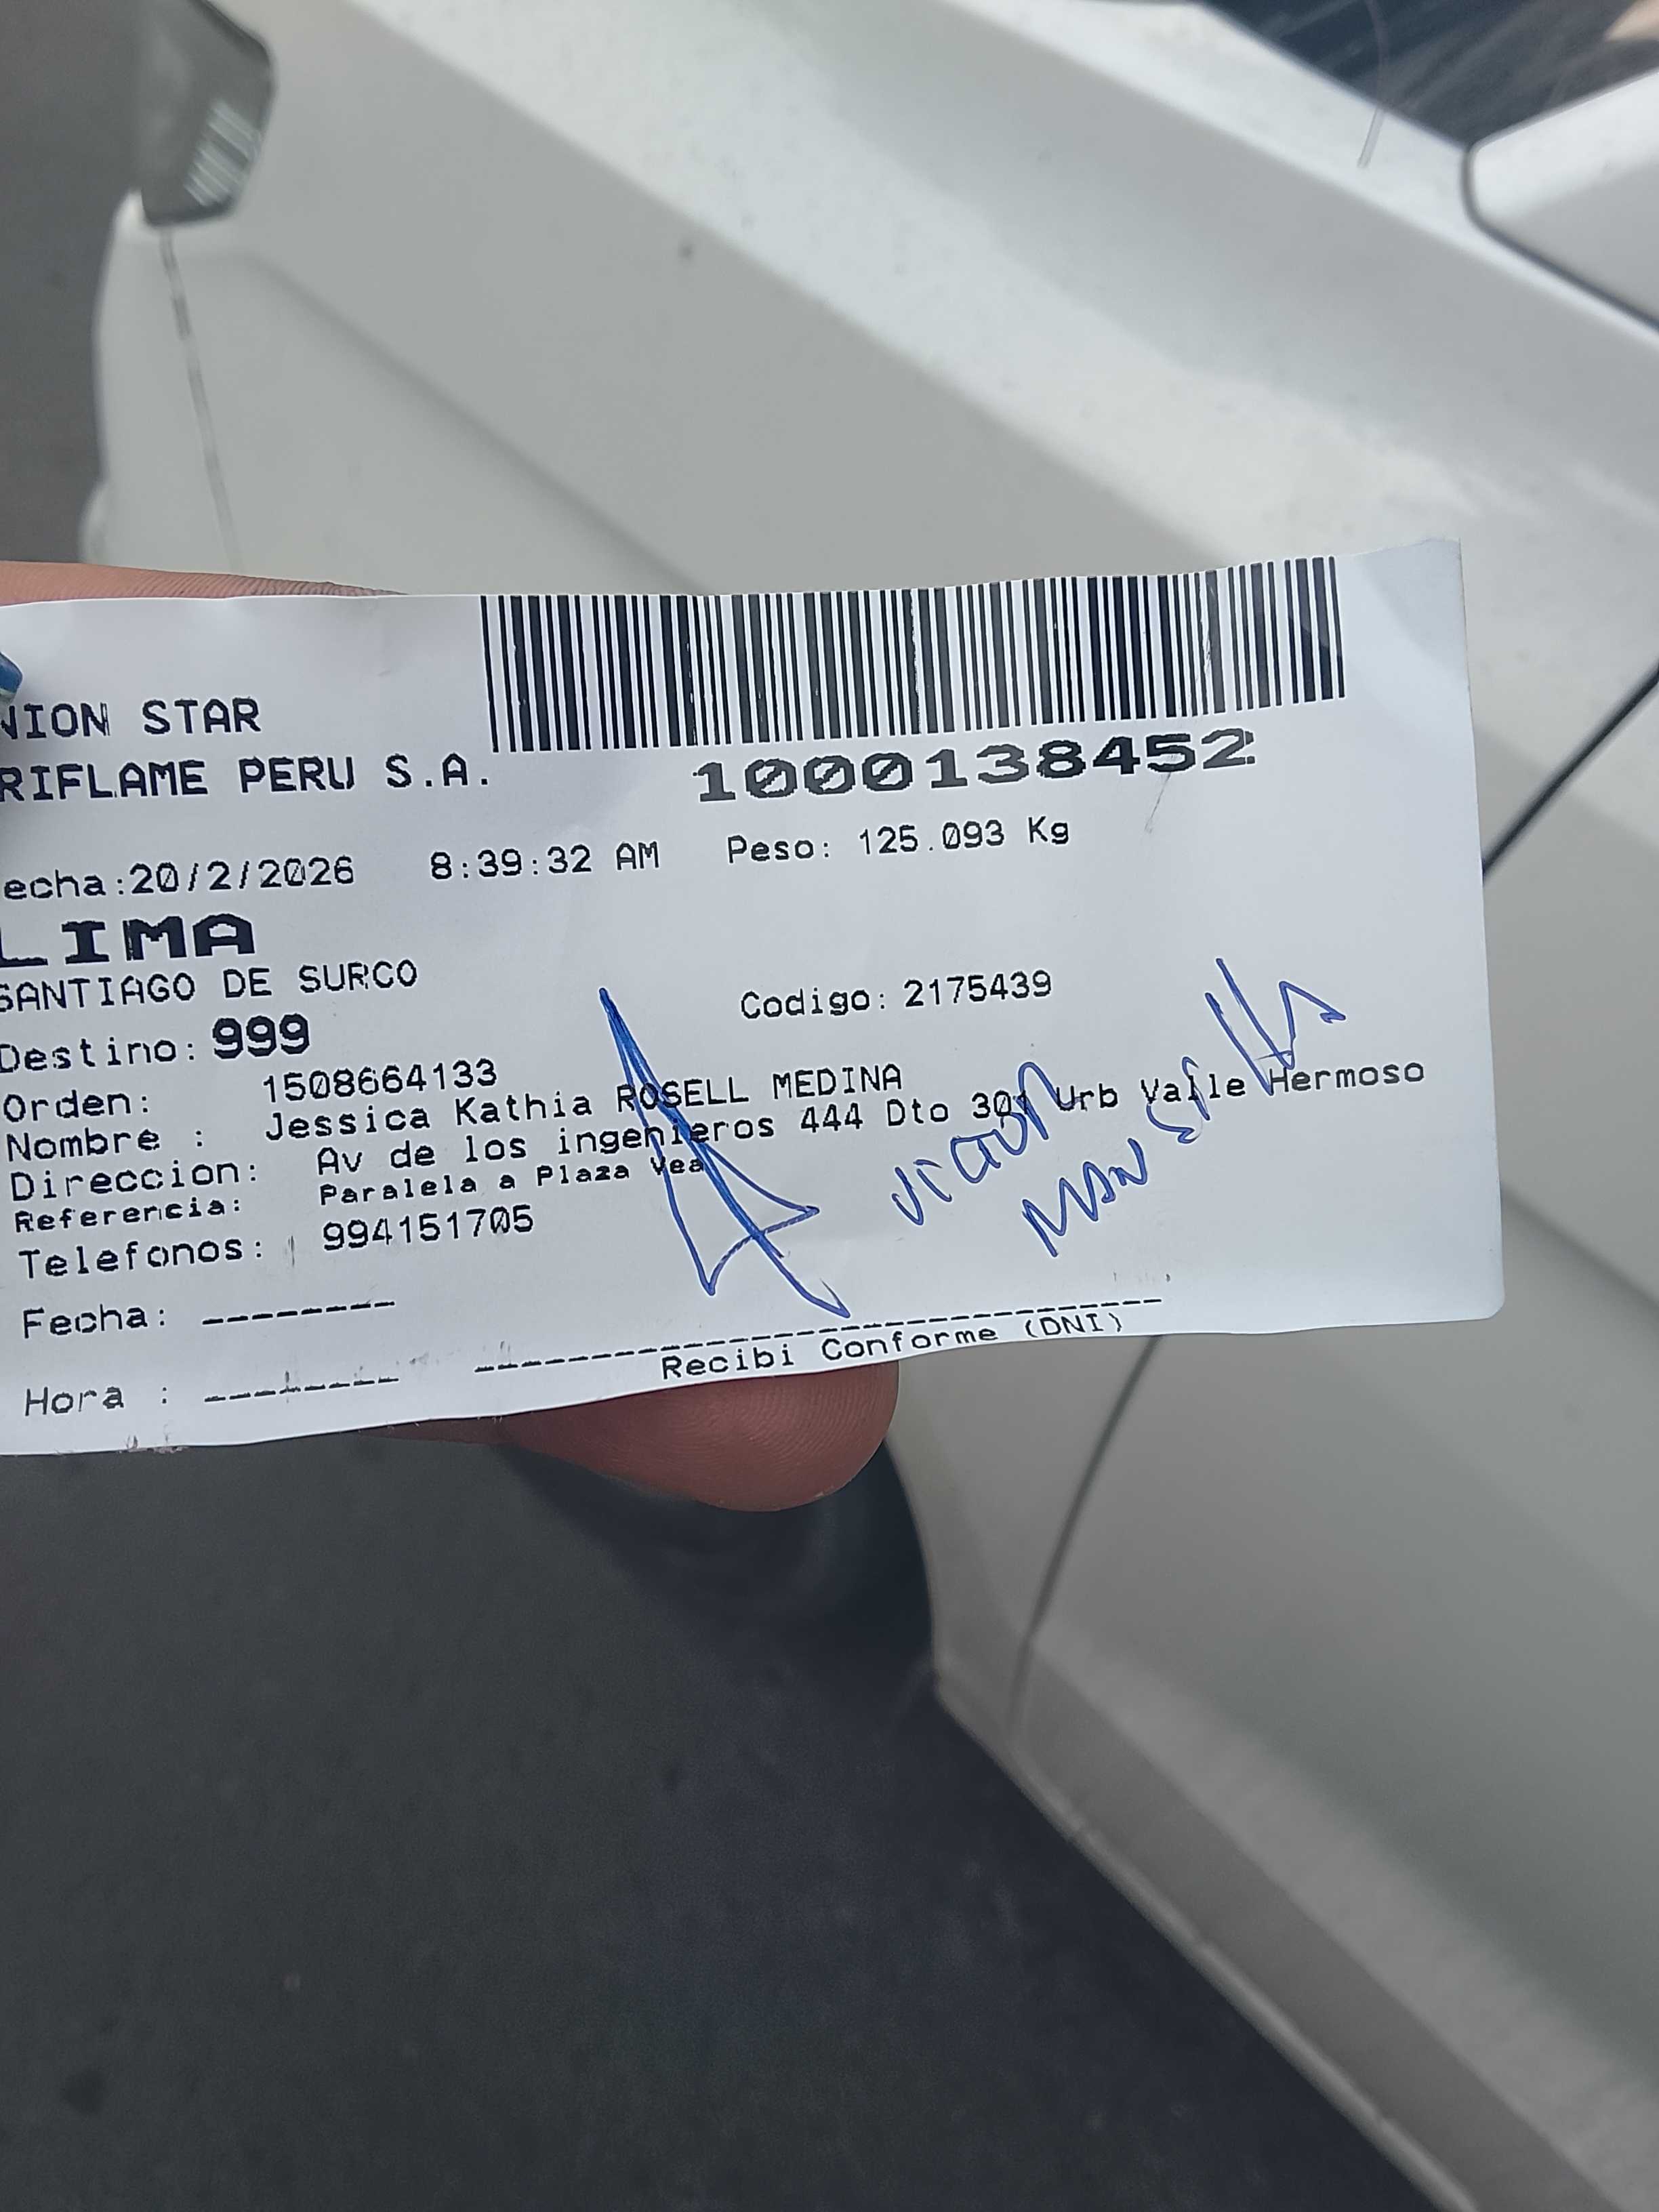 NION STAR
RIFLAME PERU S.A.
1000138452
echa:20/2/2026 8:39:32 AM Peso: 125.093 Kg
LIMA
SANTIAGO DE SURCO
Codigo: 2175439
Destino: 999
Orden: 1508664133
Nombre : Jessica Kathia ROSELL MEDINA
Direccion: Av de los ingenieros 444 Dto 301 Urb Valle Hermoso
Referencia: Paralela a Plaza Vea
Telefonos: 994151705
Victor
Mansilla
Fecha: --------
Hora : --------
Recibi Conforme (DNI)